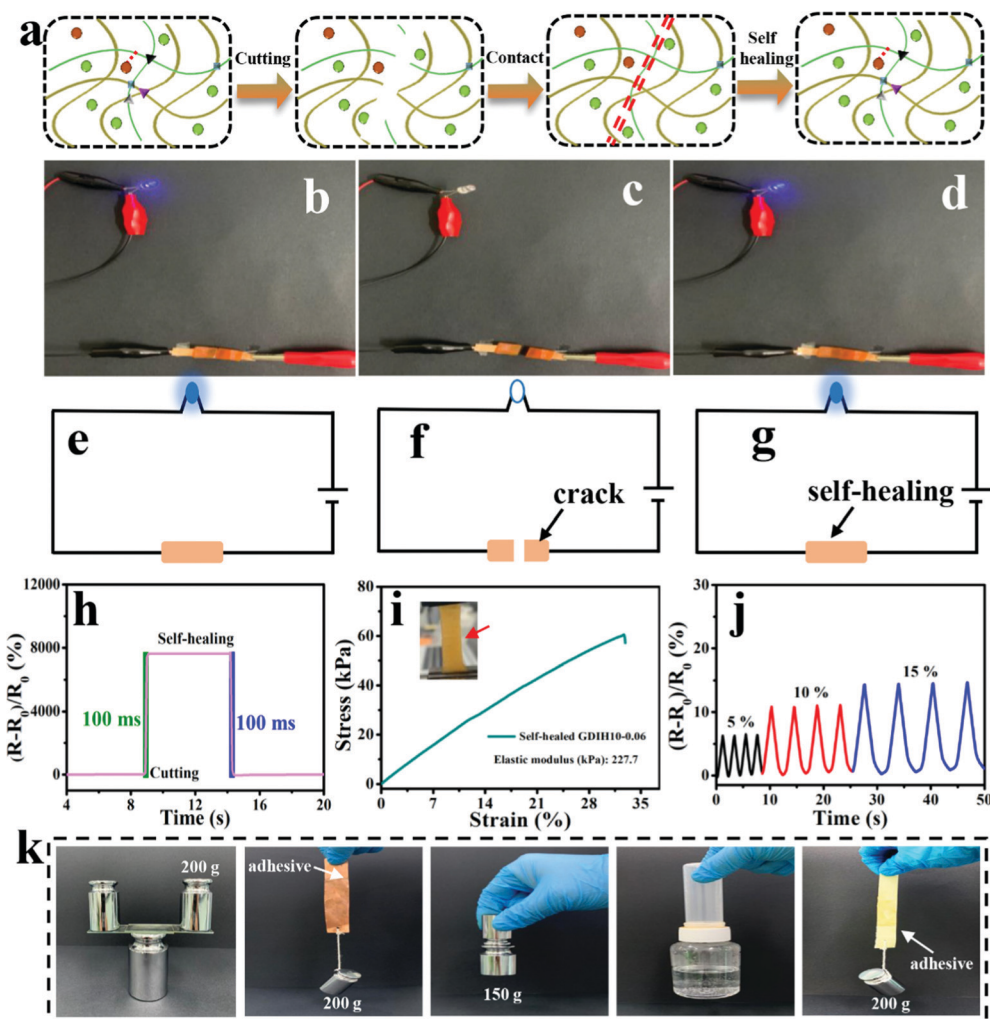 a
Cutting
Contact
Self
healing
b
c
d
e
f
crack
g
self-healing
h
12000
8000
4000
0
(R-R0)/R0 (%)
Self-healing
100 ms
100 ms
Cutting
4 8 12 16 20
Time (s)
i
80
60
40
20
0
Stress (kPa)
Self-healed GDIH10-0.06
Elastic modulus (kPa): 227.7
0 7 14 21 28 35
Strain (%)
j
30
20
10
0
(R-R0)/R0 (%)
5 %
10 %
15 %
0 10 20 30 40 50
Time (s)
k
200 g
adhesive
200 g
150 g
adhesive
200 g